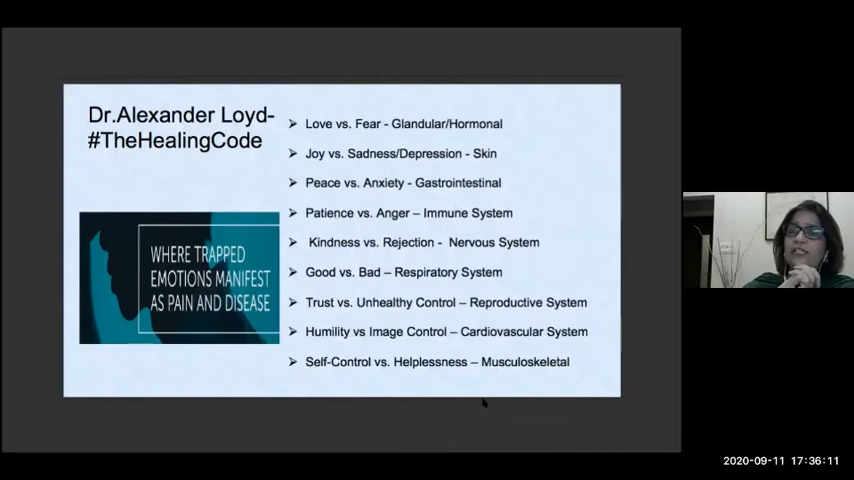 Dr.Alexander Loyd-
#TheHealingCode
WHERE TRAPPED
EMOTIONS MANIFEST
AS PAIN AND DISEASE
Love vs. Fear - Glandular/Hormonal
Joy vs. Sadness/Depression - Skin
Peace vs. Anxiety - Gastrointestinal
Patience vs. Anger – Immune System
Kindness vs. Rejection - Nervous System
Good vs. Bad – Respiratory System
Trust vs. Unhealthy Control – Reproductive System
Humility vs Image Control – Cardiovascular System
Self-Control vs. Helplessness – Musculoskeletal
2020-09-11 17:36:11